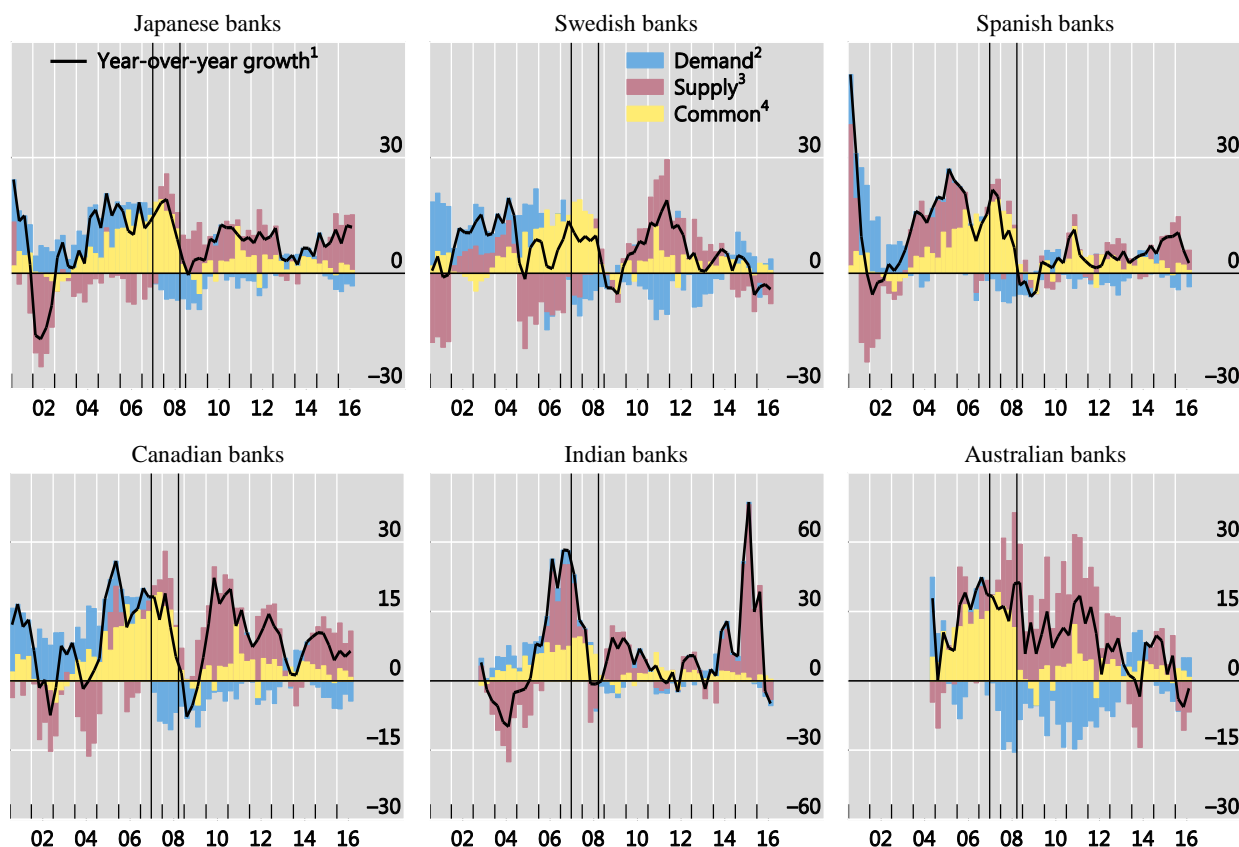 Japanese banks
Swedish banks
Spanish banks
Year-over-year growth1
Demand2
Supply3
Common4
30
30
30
0
0
0
–30
–30
–30
02 04 06 08 10 12 14 16
02 04 06 08 10 12 14 16
02 04 06 08 10 12 14 16
Canadian banks
Indian banks
Australian banks
30
60
30
15
30
15
0
0
0
–15
–30
–15
–30
–60
–30
02 04 06 08 10 12 14 16
02 04 06 08 10 12 14 16
02 04 06 08 10 12 14 16